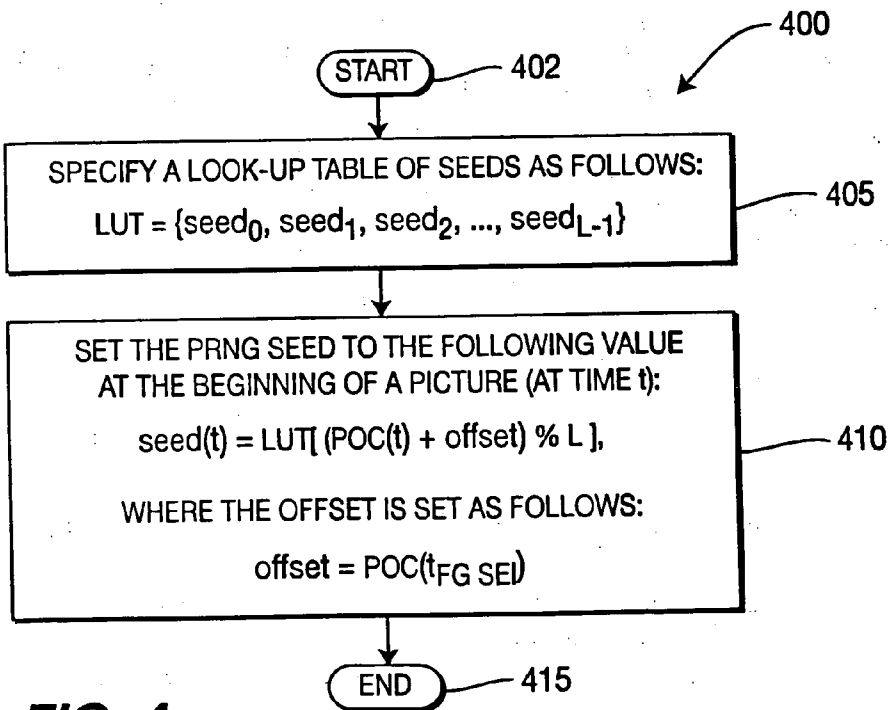 400
START 402
SPECIFY A LOOK-UP TABLE OF SEEDS AS FOLLOWS:
LUT = {seed0, seed1, seed2, ..., seedL-1}
405
SET THE PRNG SEED TO THE FOLLOWING VALUE
AT THE BEGINNING OF A PICTURE (AT TIME t):
seed(t) = LUT[ (POC(t) + offset) % L ],
410
WHERE THE OFFSET IS SET AS FOLLOWS:
offset = POC(tFG SEI)
END 415